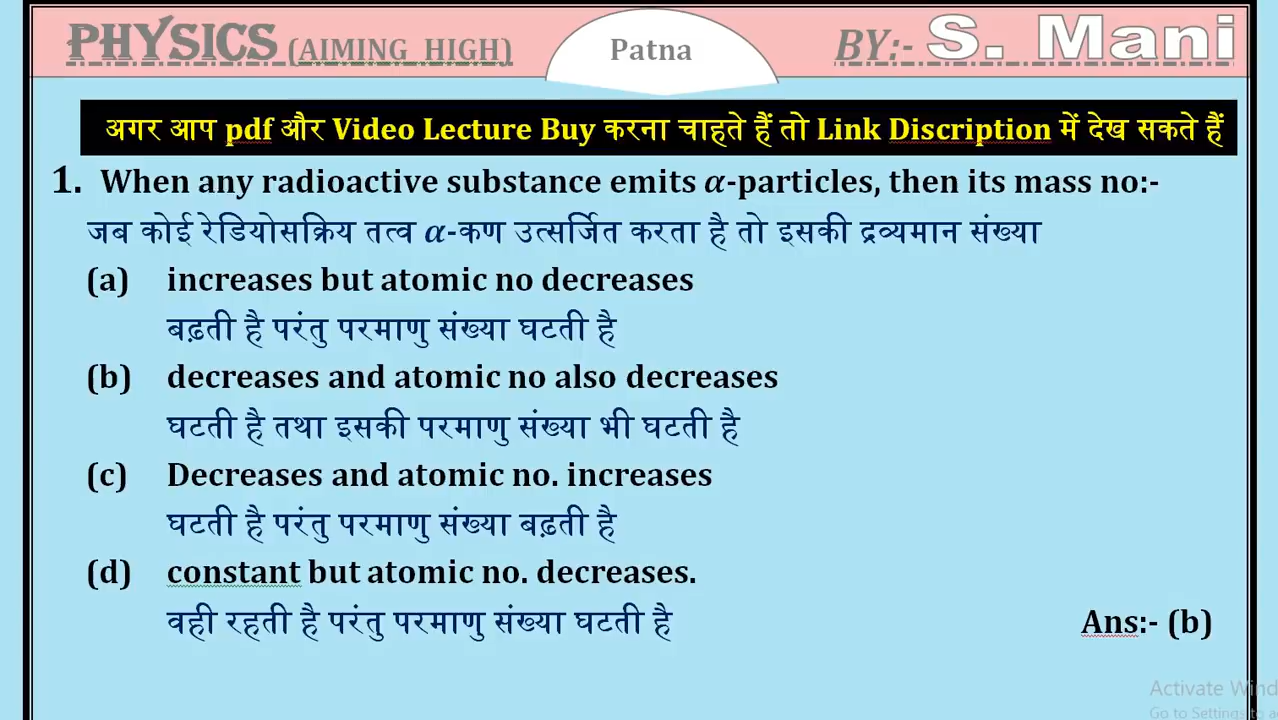 PHYSICS (AIMING HIGH) Patna BY:- S. Mani
अगर आप pdf और Video Lecture Buy करना चाहते हैं तो Link Discription में देख सकते हैं
1. When any radioactive substance emits α-particles, then its mass no:-
जब कोई रेडियोसक्रिय तत्व α-कण उत्सर्जित करता है तो इसकी द्रव्यमान संख्या
(a) increases but atomic no decreases
बढ़ती है परंतु परमाणु संख्या घटती है
(b) decreases and atomic no also decreases
घटती है तथा इसकी परमाणु संख्या भी घटती है
(c) Decreases and atomic no. increases
घटती है परंतु परमाणु संख्या बढ़ती है
(d) constant but atomic no. decreases.
वही रहती है परंतु परमाणु संख्या घटती है Ans:- (b)
Activate Wind
Go to Settings to a